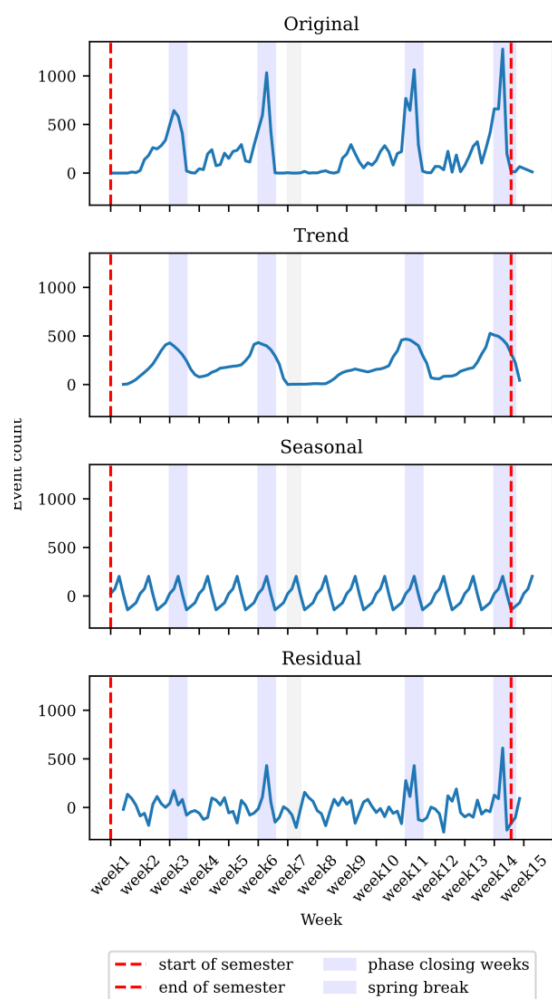 Original
1000
500
0
Trend
1000
500
0
Seasonal
1000
500
0
Event count
Residual
1000
500
0
week1 week2 week3 week4 week5 week6 week7 week8 week9 week10 week11 week12 week13 week14 week15
Week
start of semester phase closing weeks
end of semester spring break